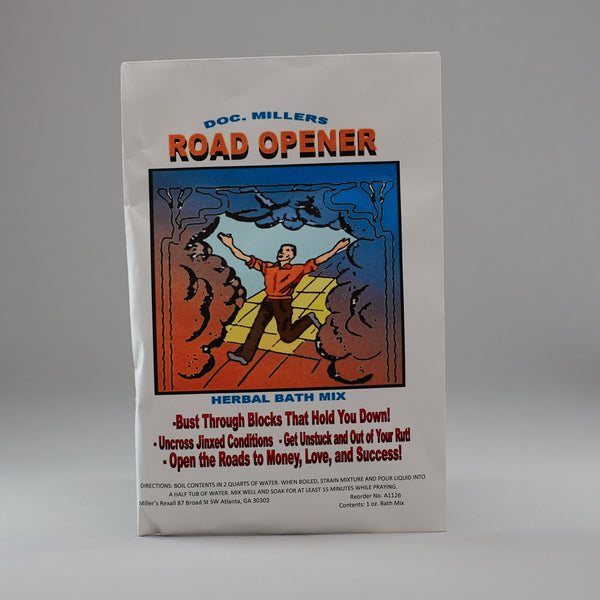 DOC. MILLERS
ROAD OPENER
HERBAL BATH MIX
-Bust Through Blocks That Hold You Down!
- Uncross Jinxed Conditions - Get Unstuck and Out of Your Rut!
- Open the Roads to Money, Love, and Success!
DIRECTIONS: BOIL CONTENTS IN 2 QUARTS OF WATER. WHEN BOILED, STRAIN MIXTURE AND POUR LIQUID INTO
A HALF TUB OF WATER. MIX WELL AND SOAK FOR AT LEAST 15 MINUTES WHILE PRAYING.
Miller's Rexall 87 Broad St SW Atlanta, GA 30303 Reorder No. A1126
Contents: 1 oz. Bath Mix